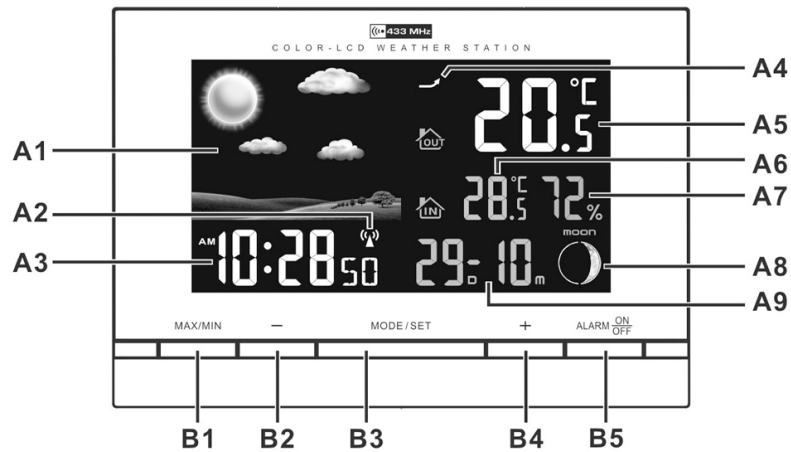 433 MHz
COLOR-LCD WEATHER STATION
A1
A2
A3
A4
A5
A6
A7
A8
A9
20.5 °C
OUT
IN
28.5 °C 72 %
AM 10:28 50
29- 10
D m
moon
MAX/MIN − MODE/SET + ALARM ON
OFF
B1 B2 B3 B4 B5